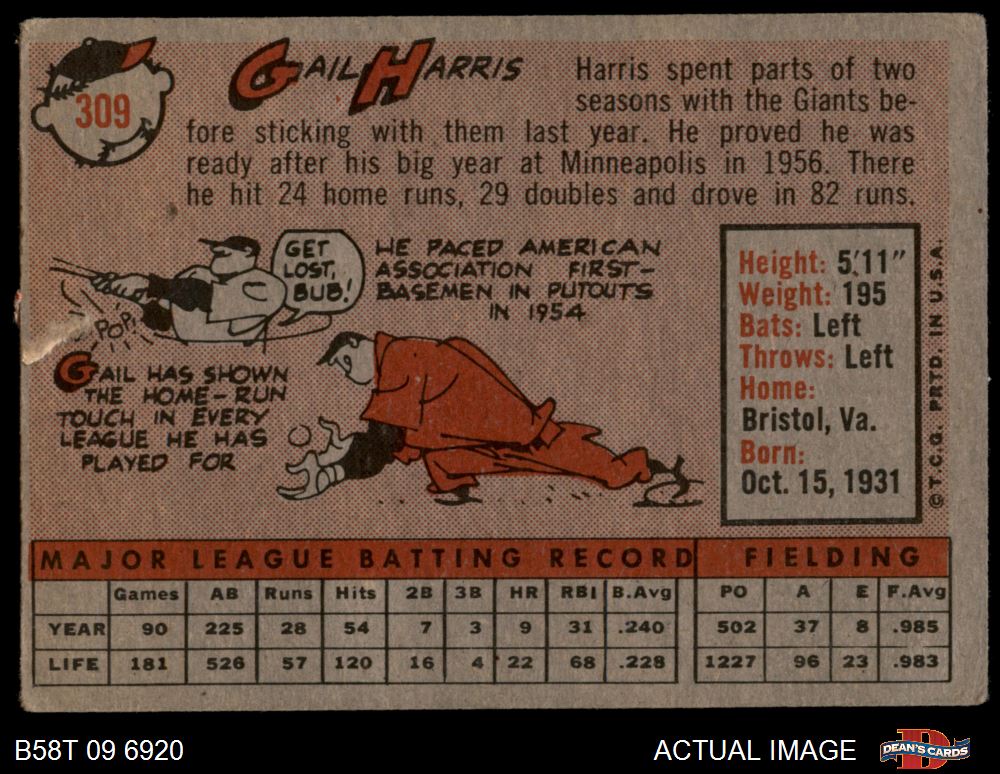 309
GAIL HARRIS
Harris spent parts of two
seasons with the Giants be-
fore sticking with them last year. He proved he was
ready after his big year at Minneapolis in 1956. There
he hit 24 home runs, 29 doubles and drove in 82 runs.
GET
LOST,
BUB!
POP!
HE PACED AMERICAN
ASSOCIATION FIRST-
BASEMEN IN PUTOUTS
IN 1954
GAIL HAS SHOWN
THE HOME-RUN
TOUCH IN EVERY
LEAGUE HE HAS
PLAYED FOR
Height: 5'11"
Weight: 195
Bats: Left
Throws: Left
Home:
Bristol, Va.
Born:
Oct. 15, 1931
© T.C.G. PRTD. IN U.S.A.
MAJOR LEAGUE BATTING RECORD FIELDING
Games AB Runs Hits 2B 3B HR RBI B.Avg PO A E F.Avg
YEAR 90 225 28 54 7 3 9 31 .240 502 37 8 .985
LIFE 181 526 57 120 16 4 22 68 .228 1227 96 23 .983
B58T 09 6920 ACTUAL IMAGE DEAN'S CARDS